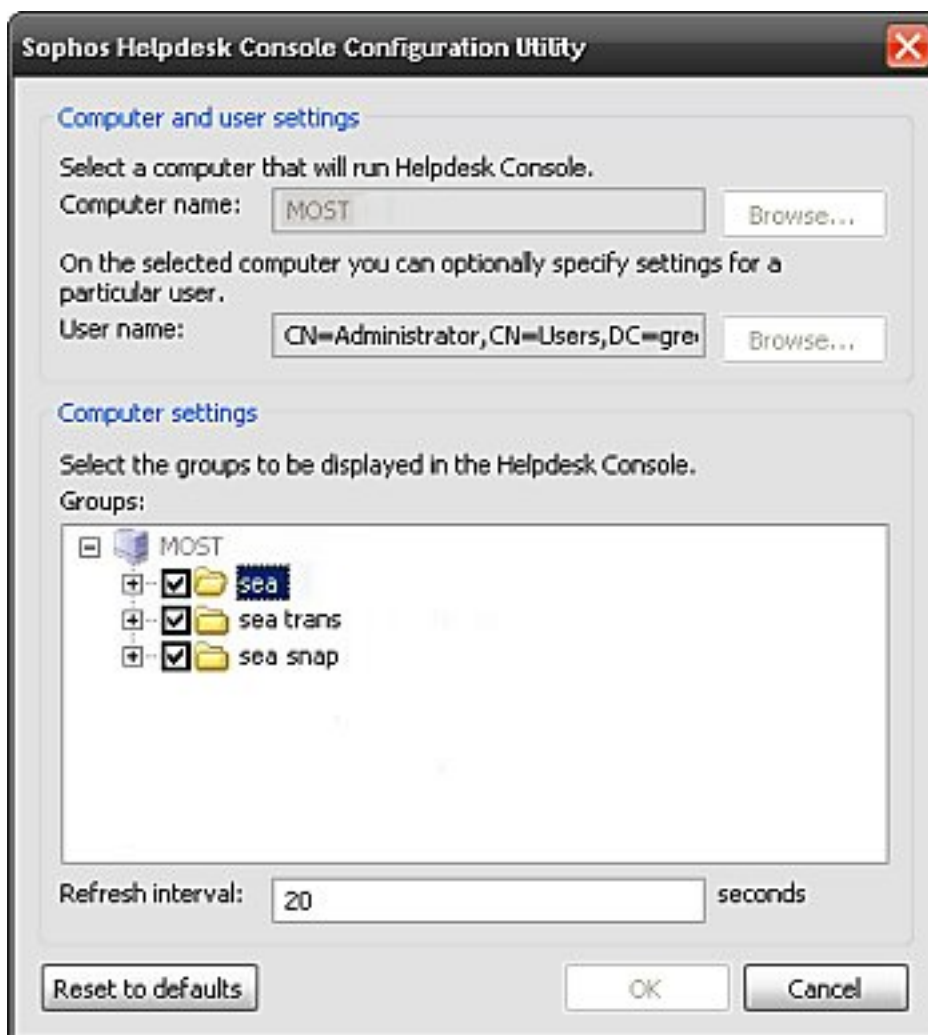 Sophos Helpdesk Console Configuration Utility
Computer and user settings
Select a computer that will run Helpdesk Console.
Computer name: MOST Browse...
On the selected computer you can optionally specify settings for a
particular user.
User name: CN=Administrator,CN=Users,DC=gre Browse...
Computer settings
Select the groups to be displayed in the Helpdesk Console.
Groups:
MOST
sea
sea trans
sea snap
Refresh interval: 20 seconds
Reset to defaults OK Cancel